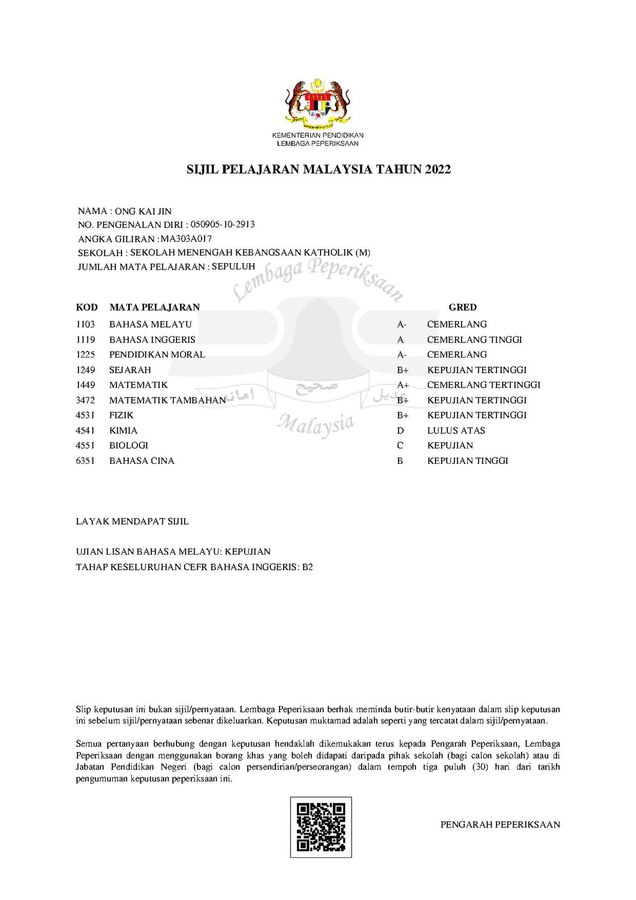 KEMENTERIAN PENDIDIKAN
LEMBAGA PEPERIKSAAN
SIJIL PELAJARAN MALAYSIA TAHUN 2022
NAMA : ONG KAI JIN
NO. PENGENALAN DIRI : 050905-10-2913
ANGKA GILIRAN : MA303A017
SEKOLAH : SEKOLAH MENENGAH KEBANGSAAN KATHOLIK (M)
JUMLAH MATA PELAJARAN : SEPULUH
Lembaga Peperiksaan
KOD MATA PELAJARAN GRED
1103 BAHASA MELAYU A- CEMERLANG
1119 BAHASA INGGERIS A CEMERLANG TINGGI
1225 PENDIDIKAN MORAL A- CEMERLANG
1249 SEJARAH B+ KEPUJIAN TERTINGGI
1449 MATEMATIK A+ CEMERLANG TERTINGGI
3472 MATEMATIK TAMBAHAN B+ KEPUJIAN TERTINGGI
4531 FIZIK B+ KEPUJIAN TERTINGGI
4541 KIMIA D LULUS ATAS
4551 BIOLOGI C KEPUJIAN
6351 BAHASA CINA B KEPUJIAN TINGGI
امانة صحيح عديل
Malaysia
LAYAK MENDAPAT SIJIL
UJIAN LISAN BAHASA MELAYU: KEPUJIAN
TAHAP KESELURUHAN CEFR BAHASA INGGERIS: B2
Slip keputusan ini bukan sijil/pernyataan. Lembaga Peperiksaan berhak meminda butir-butir kenyataan dalam slip keputusan
ini sebelum sijil/pernyataan sebenar dikeluarkan. Keputusan muktamad adalah seperti yang tercatat dalam sijil/pernyataan.
Semua pertanyaan berhubung dengan keputusan hendaklah dikemukakan terus kepada Pengarah Peperiksaan, Lembaga
Peperiksaan dengan menggunakan borang khas yang boleh didapati daripada pihak sekolah (bagi calon sekolah) atau di
Jabatan Pendidikan Negeri (bagi calon persendirian/perseorangan) dalam tempoh tiga puluh (30) hari dari tarikh
pengumuman keputusan peperiksaan ini.
PENGARAH PEPERIKSAAN